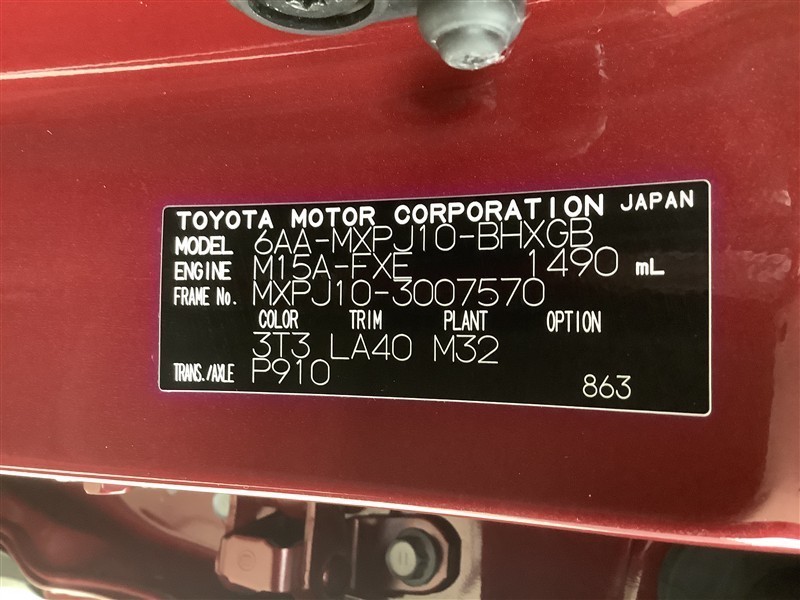 TOYOTA MOTOR CORPORATION JAPAN
MODEL 6AA-MXPJ10-BHXGB
ENGINE M15A-FXE 1490 mL
FRAME No. MXPJ10-3007570
COLOR TRIM PLANT OPTION
3T3 LA40 M32
TRANS./AXLE P910
863